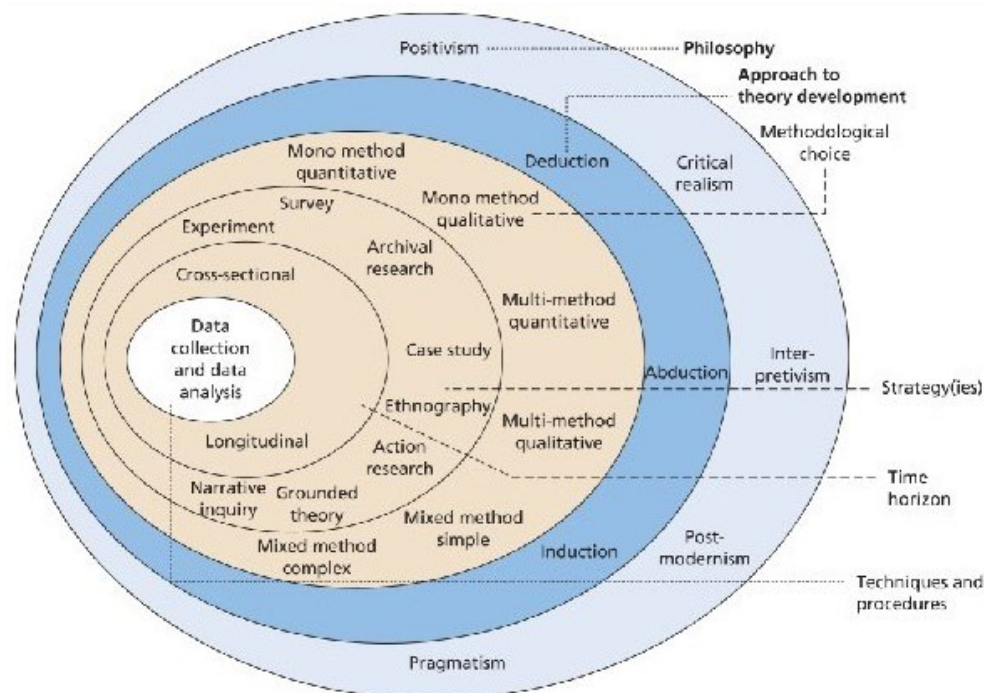 Positivism
Philosophy
Approach to
theory development
Methodological
choice
Deduction
Critical
realism
Mono method
quantitative
Mono method
qualitative
Survey
Experiment
Archival
research
Cross-sectional
Multi-method
quantitative
Data
collection
and data
analysis
Case study
Abduction
Inter-
pretivism
Strategy(ies)
Ethnography
Multi-method
qualitative
Longitudinal
Action
research
Time
horizon
Narrative
inquiry
Grounded
theory
Mixed method
simple
Mixed method
complex
Induction
Post-
modernism
Techniques and
procedures
Pragmatism